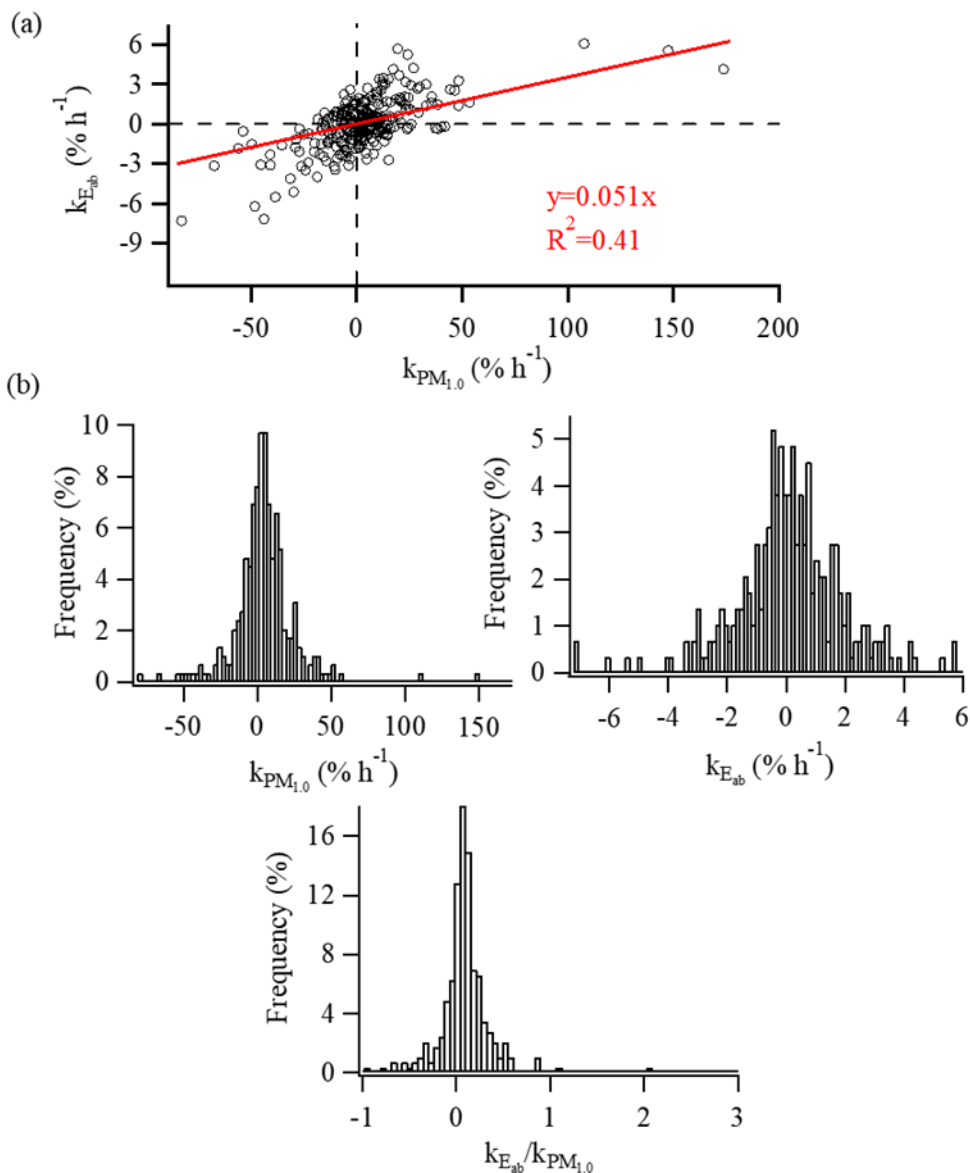 (a)
6
3
0
-3
-6
-9
k_Eab (% h⁻¹)
y=0.051x
R²=0.41
-50 0 50 100 150 200
k_PM1.0 (% h⁻¹)
(b)
10
8
6
4
2
0
Frequency (%)
-50 0 50 100 150
k_PM1.0 (% h⁻¹)
5
4
3
2
1
0
Frequency (%)
-6 -4 -2 0 2 4 6
k_Eab (% h⁻¹)
16
12
8
4
0
Frequency (%)
-1 0 1 2 3
k_Eab/k_PM1.0